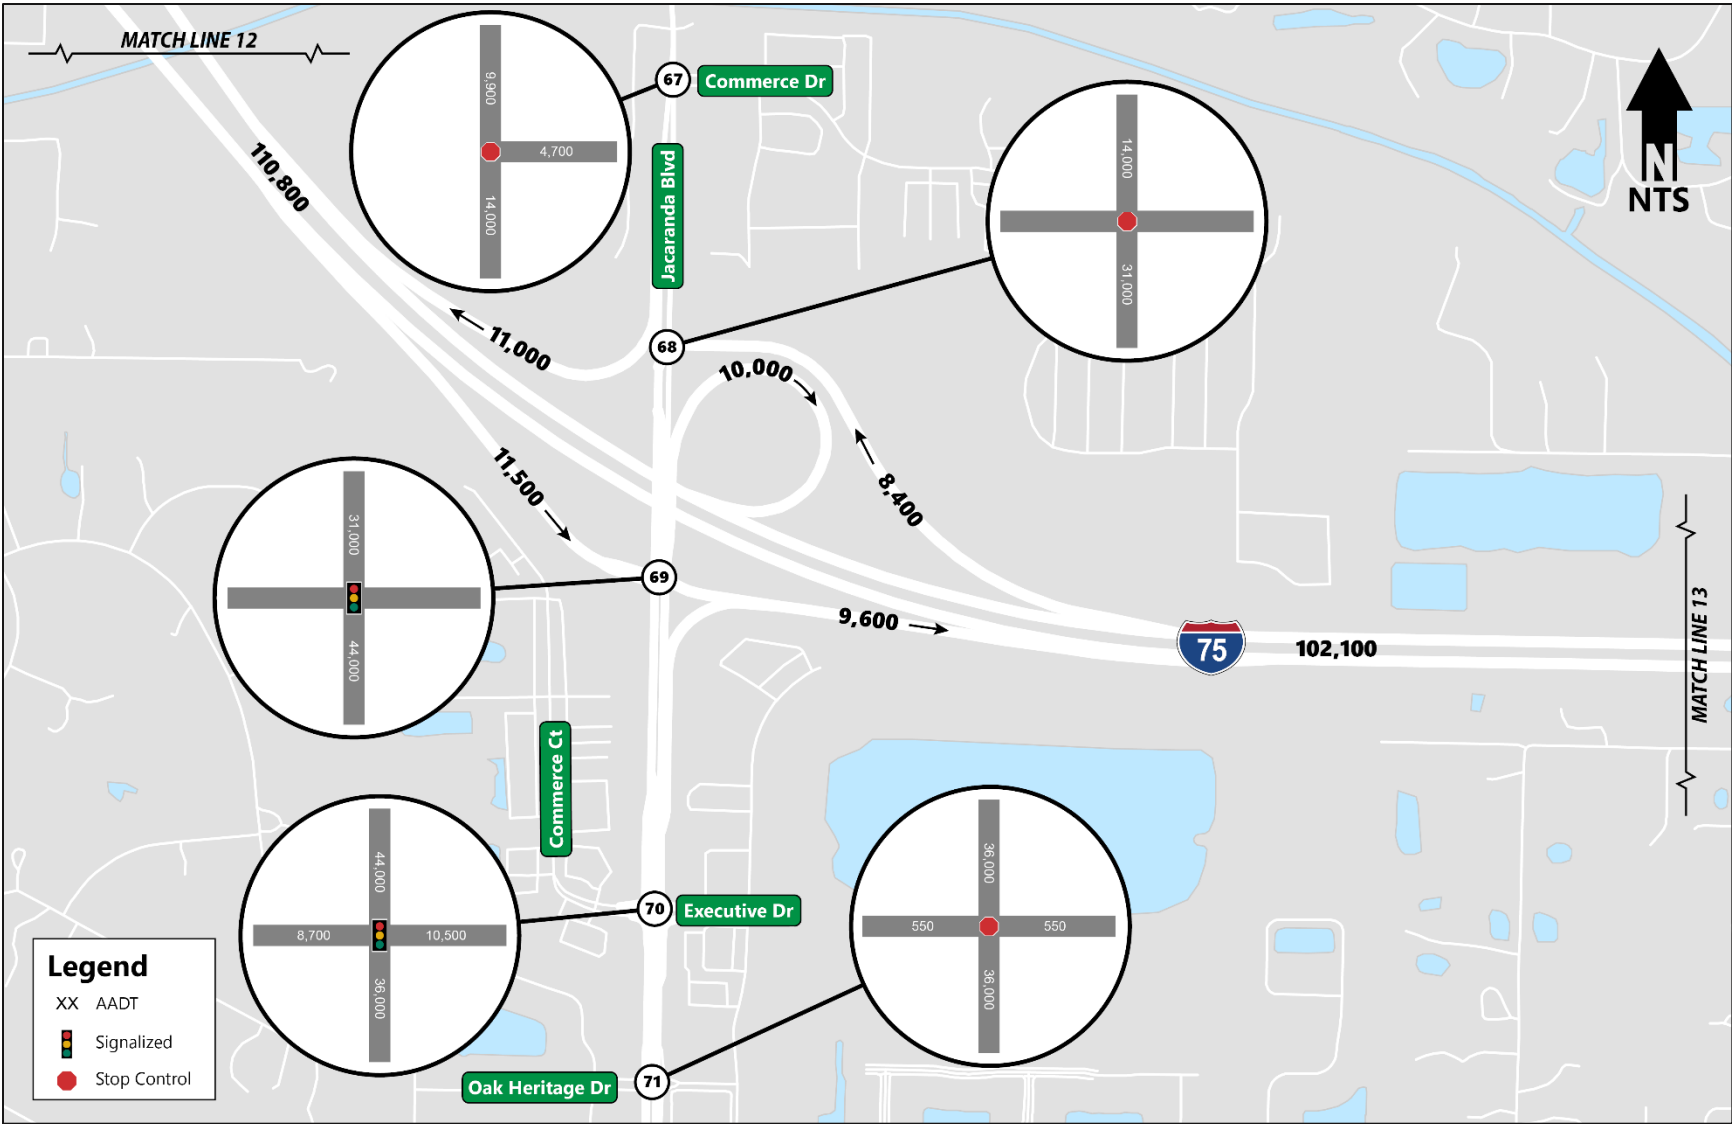 MATCH LINE 12
67
Commerce Dr
9,900
4,700
14,000
Jacaranda Blvd
14,000
31,000
N
NTS
110,800
11,000
68
10,000
11,500
8,400
31,000
44,000
69
9,600
75
102,100
MATCH LINE 13
Commerce Ct
44,000
8,700
10,500
36,000
70
Executive Dr
36,000
550
550
36,000
Legend
XX AADT
Signalized
Stop Control
Oak Heritage Dr
71